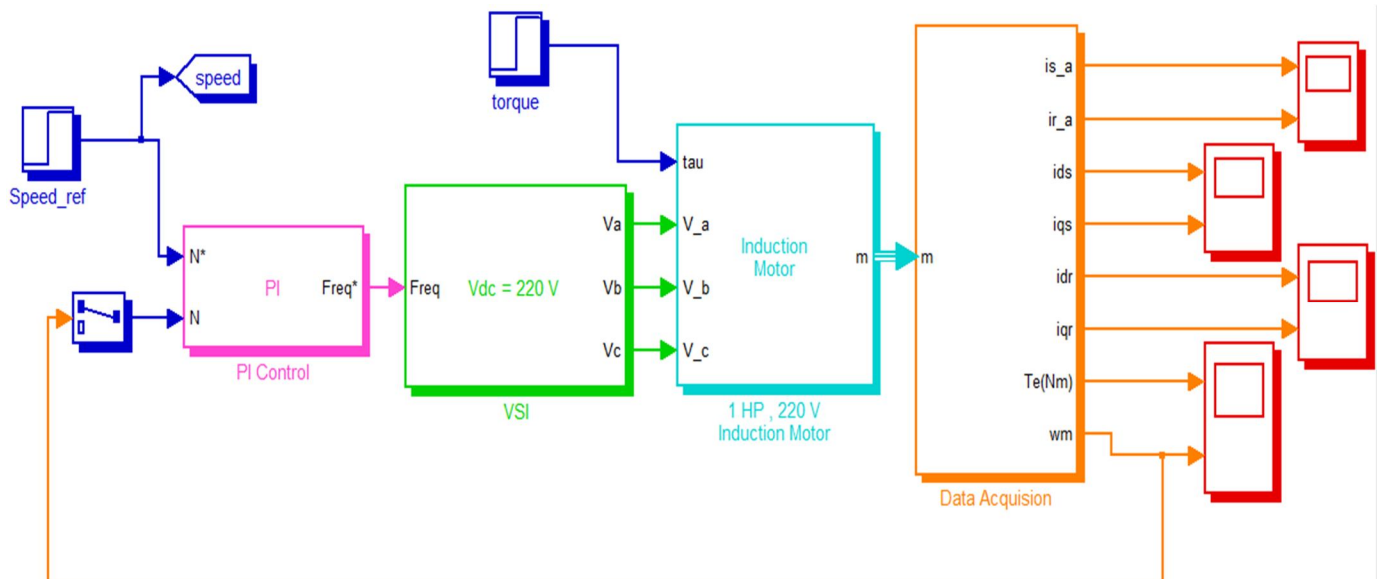 speed
Speed_ref
torque
N*
N
PI
Freq*
PI Control
Freq
Vdc = 220 V
Va
Vb
Vc
VSI
tau
V_a
V_b
V_c
Induction
Motor
m
1 HP , 220 V
Induction Motor
m
is_a
ir_a
ids
iqs
idr
iqr
Te(Nm)
wm
Data Acquision